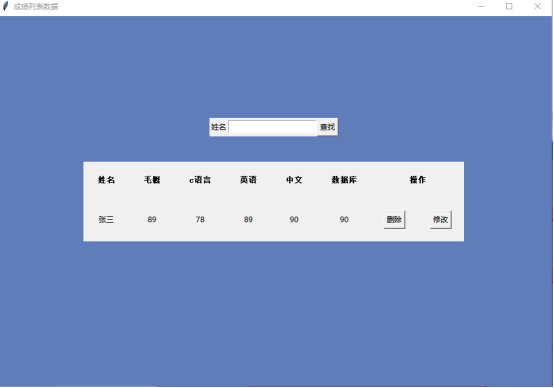 成绩列表数据
姓名 查找
姓名 毛概 c语言 英语 中文 数据库 操作
张三 89 78 89 90 90 删除 修改